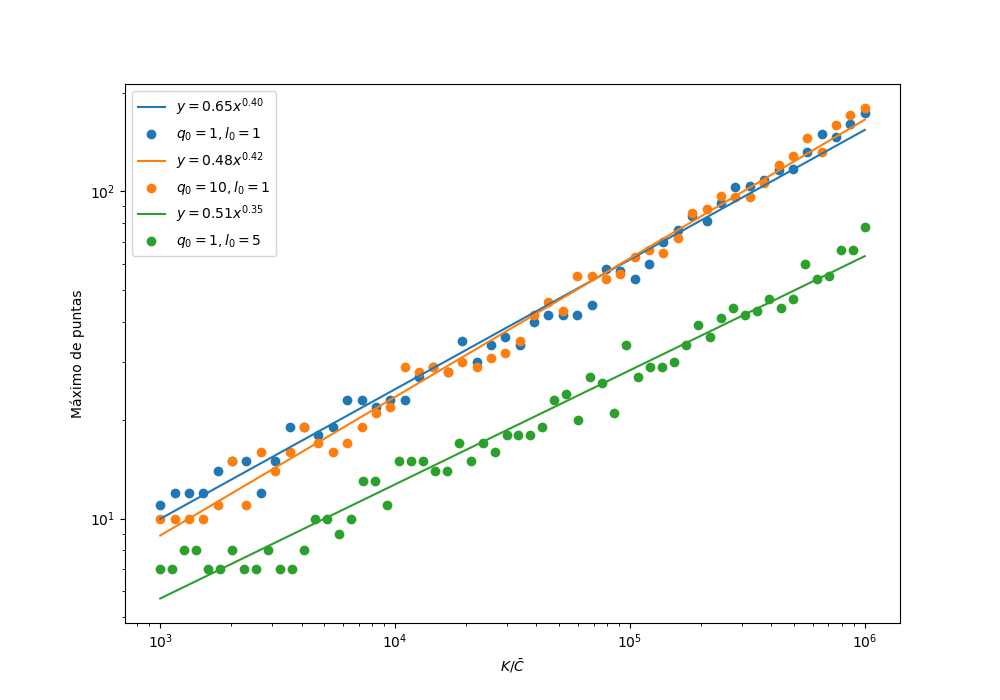 y = 0.65x^{0.40}
q_0 = 1, l_0 = 1
y = 0.48x^{0.42}
q_0 = 10, l_0 = 1
y = 0.51x^{0.35}
q_0 = 1, l_0 = 5
10^2
10^1
Máximo de puntas
10^3 10^4 10^5 10^6
K/C̄